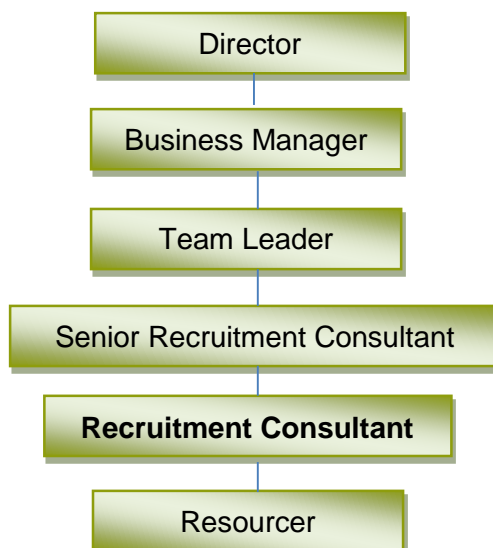 Director
Business Manager
Team Leader
Senior Recruitment Consultant
Recruitment Consultant
Resourcer